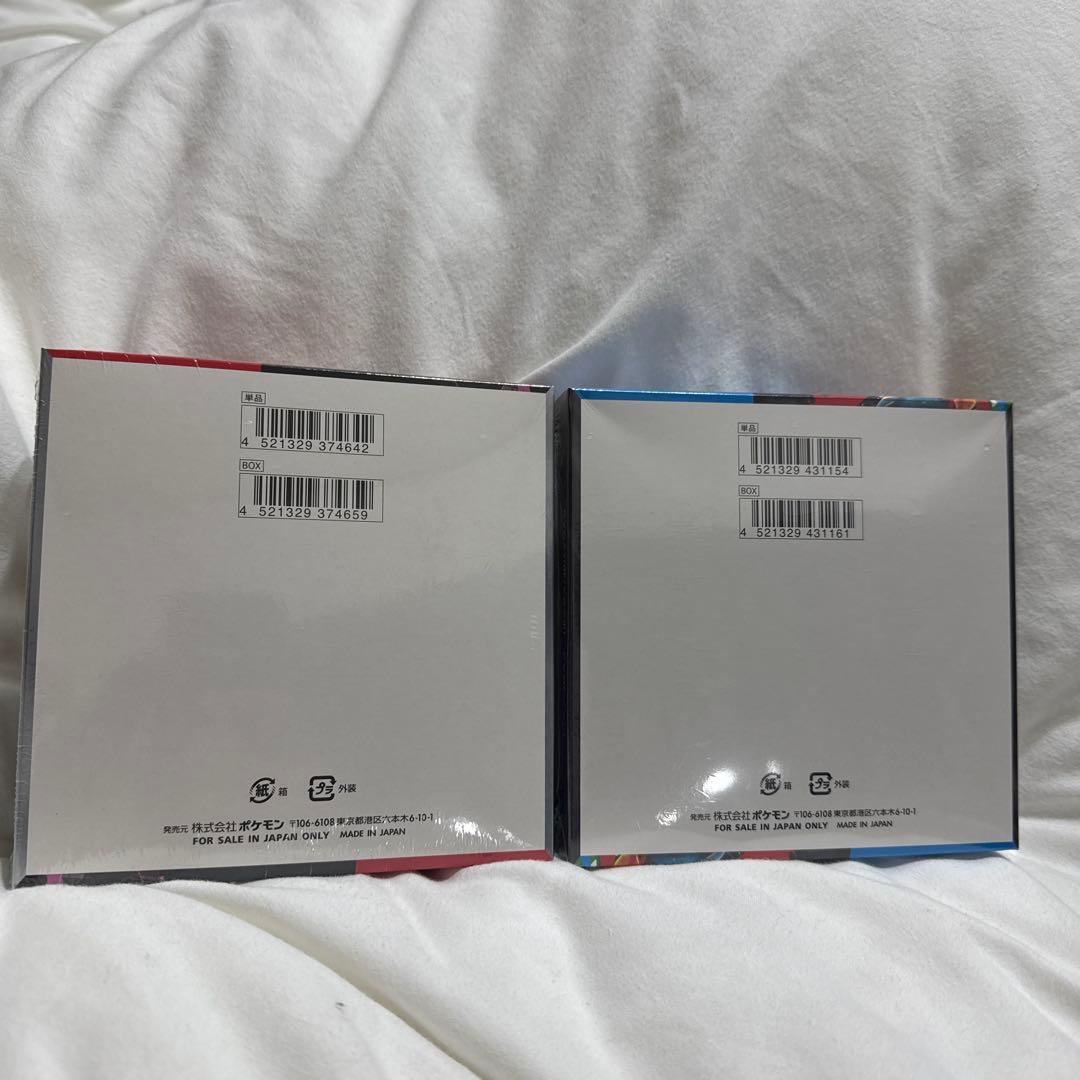 単品
4 521329 374642
BOX
4 521329 374659
紙 箱 プラ 外装
発売元 株式会社 ポケモン 〒106-6108 東京都港区六本木6-10-1
FOR SALE IN JAPAN ONLY MADE IN JAPAN
単品
4 521329 431154
BOX
4 521329 431161
紙 箱 プラ 外装
発売元 株式会社 ポケモン 〒106-6108 東京都港区六本木6-10-1
FOR SALE IN JAPAN ONLY MADE IN JAPAN